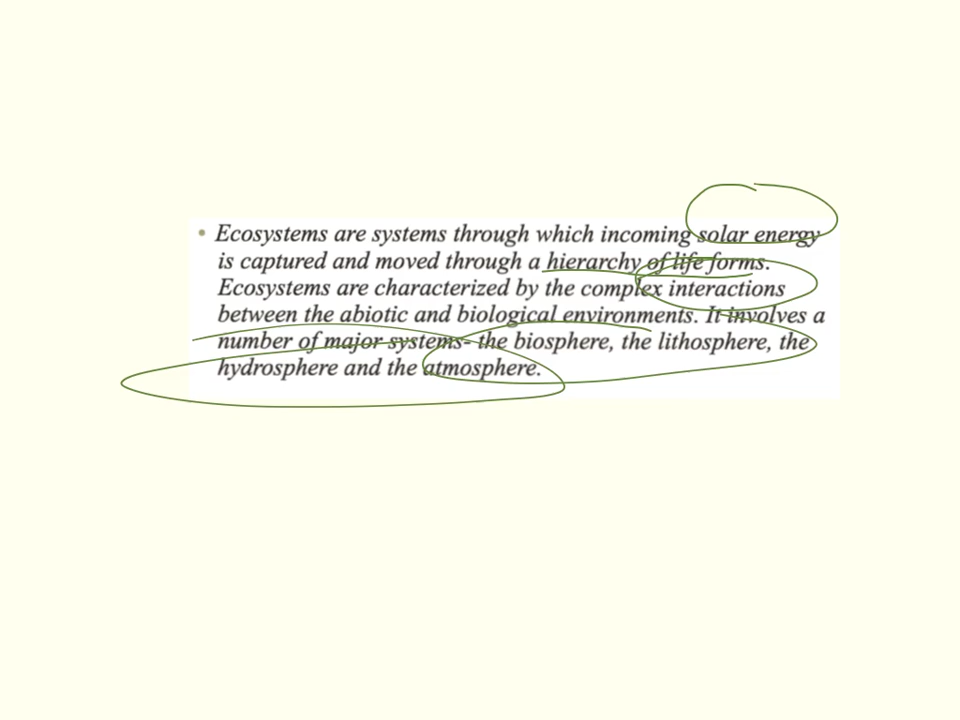 • Ecosystems are systems through which incoming solar energy
is captured and moved through a hierarchy of life forms.
Ecosystems are characterized by the complex interactions
between the abiotic and biological environments. It involves a
number of major systems- the biosphere, the lithosphere, the
hydrosphere and the atmosphere.